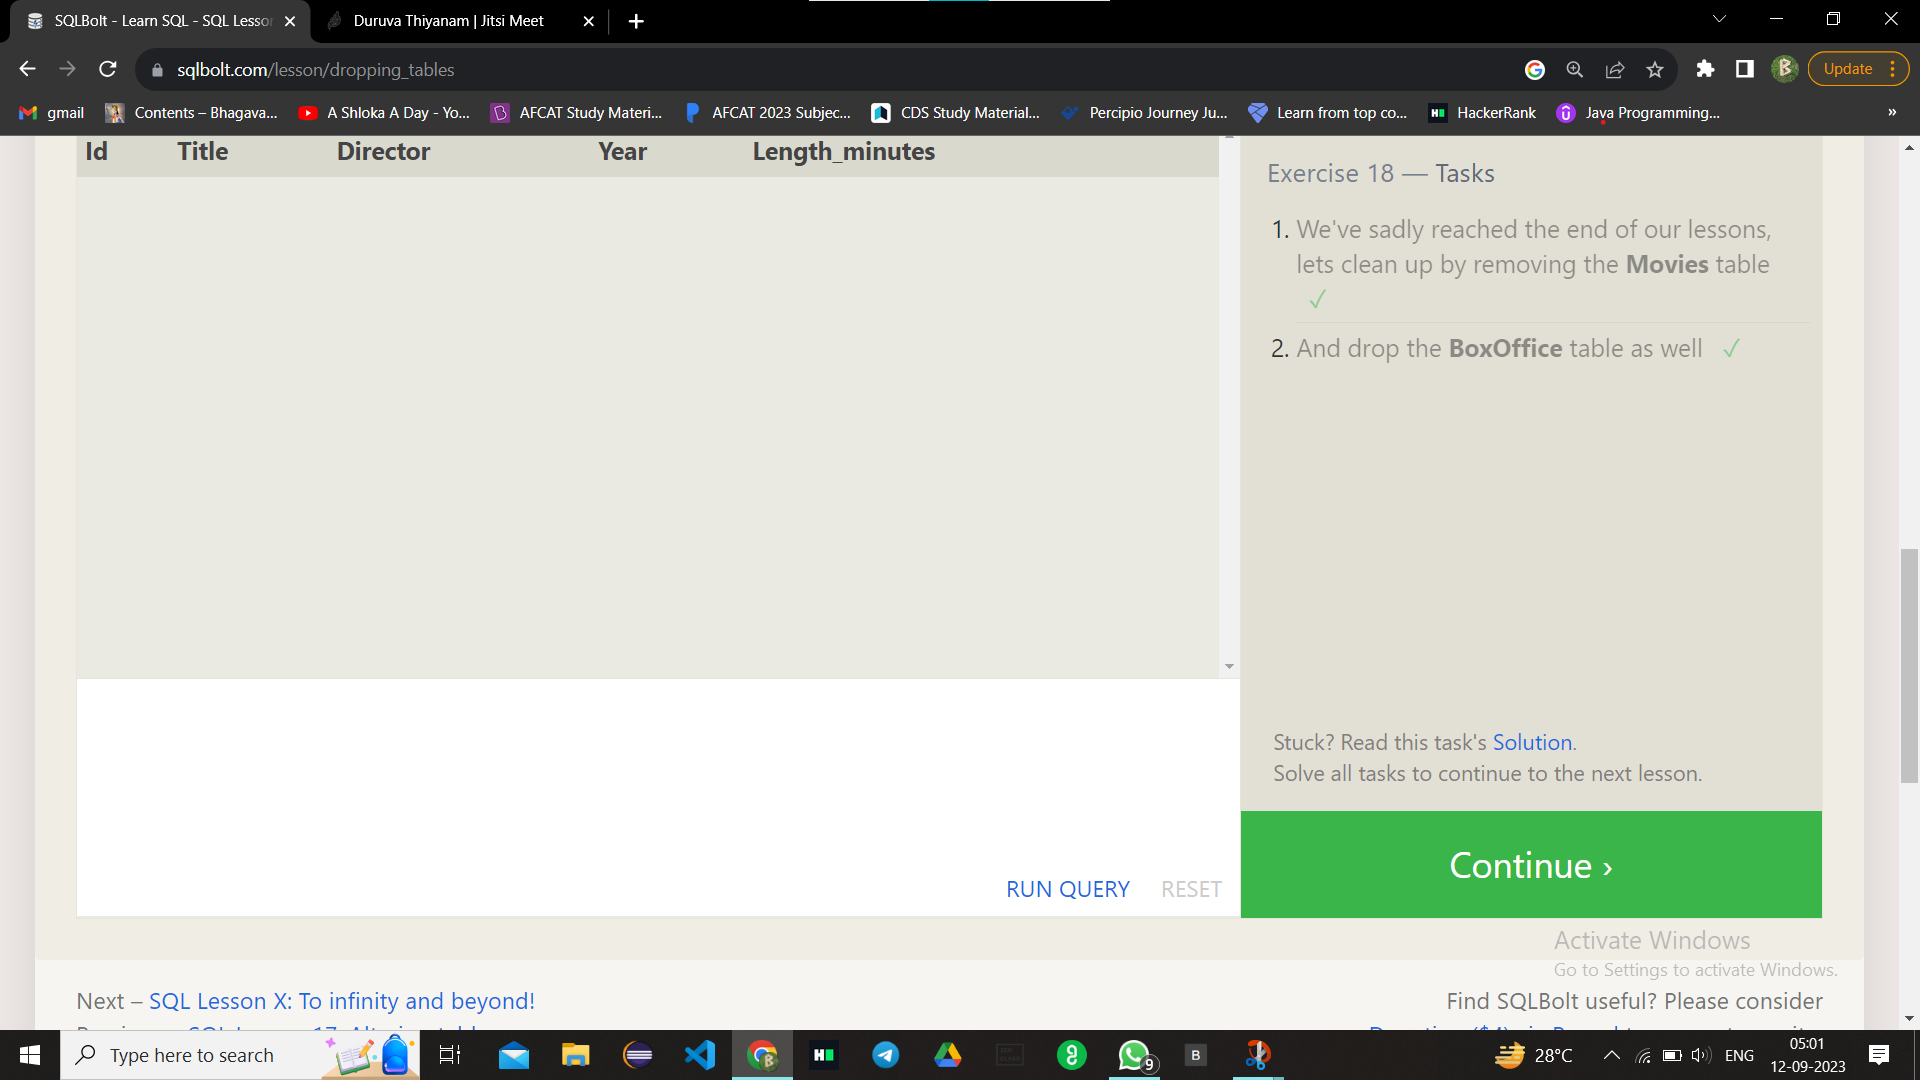 SQLBolt - Learn SQL - SQL Lesso
Duruva Thiyanam | Jitsi Meet
sqlbolt.com/lesson/dropping_tables
Update
gmail
Contents – Bhagava...
A Shloka A Day - Yo...
AFCAT Study Materi...
AFCAT 2023 Subjec...
CDS Study Material...
Percipio Journey Ju...
Learn from top co...
HackerRank
Java Programming...
»
Id Title Director Year Length_minutes
Exercise 18 — Tasks
1. We've sadly reached the end of our lessons,
lets clean up by removing the Movies table
✓
2. And drop the BoxOffice table as well ✓
Stuck? Read this task's Solution.
Solve all tasks to continue to the next lesson.
RUN QUERY RESET
Continue ›
Activate Windows
Go to Settings to activate Windows.
Next – SQL Lesson X: To infinity and beyond!
Find SQLBolt useful? Please consider
Type here to search
9
B
28°C
ENG
05:01
12-09-2023